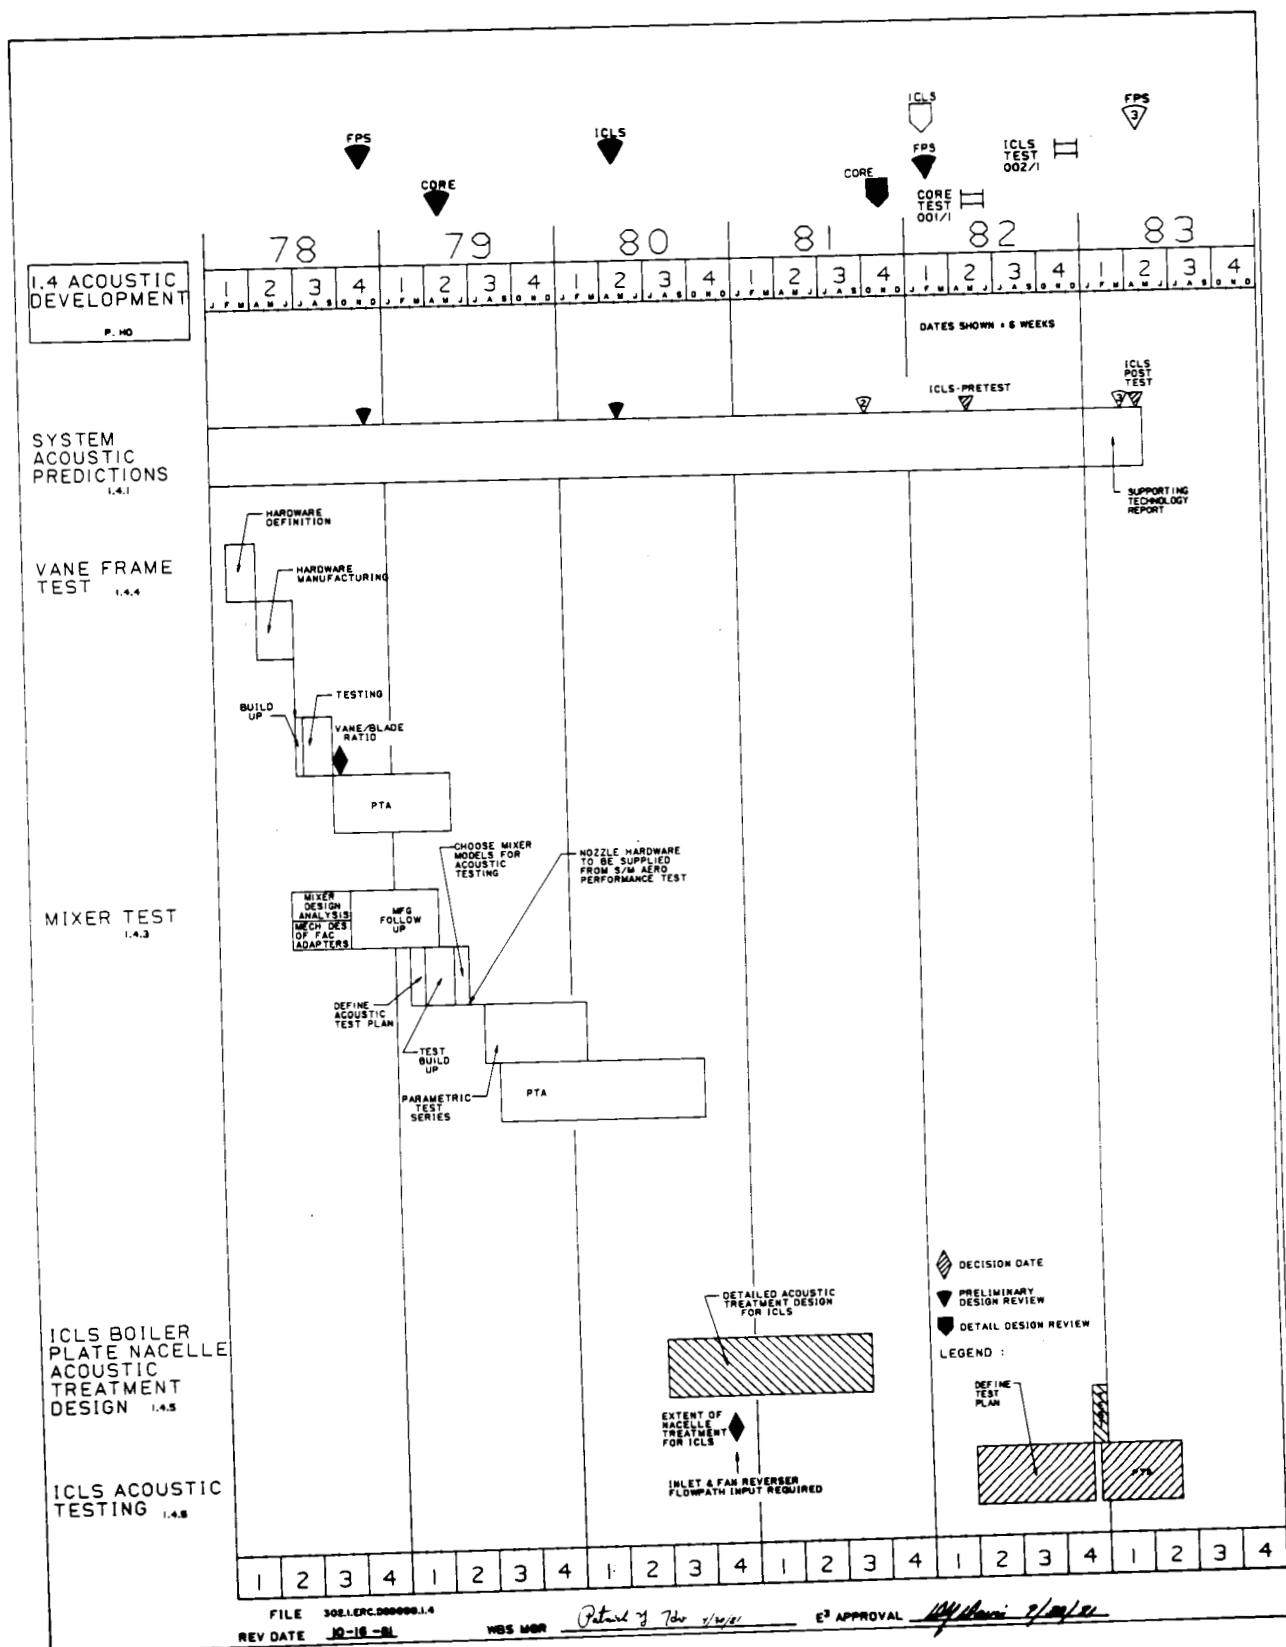 ICLS
FPS
3
FPS
ICLS
FPS
ICLS
TEST
002/1
CORE
CORE
CORE
TEST
001/1
78 79 80 81 82 83
1.4 ACOUSTIC
DEVELOPMENT
P. HO
1 2 3 4 1 2 3 4 1 2 3 4 1 2 3 4 1 2 3 4 1 2 3 4
J F M A M J J A S O N D J F M A M J J A S O N D J F M A M J J A S O N D J F M A M J J A S O N D J F M A M J J A S O N D J F M A M J J A S O N D
DATES SHOWN ± 6 WEEKS
ICLS-PRETEST
ICLS
POST
TEST
2
3
SYSTEM
ACOUSTIC
PREDICTIONS
1.4.1
SUPPORTING
TECHNOLOGY
REPORT
HARDWARE
DEFINITION
VANE FRAME
TEST 1.4.4
HARDWARE
MANUFACTURING
BUILD
UP
TESTING
VANE/BLADE
RATIO
PTA
CHOOSE MIXER
MODELS FOR
ACOUSTIC
TESTING
NOZZLE HARDWARE
TO BE SUPPLIED
FROM S/M AERO
PERFORMANCE TEST
MIXER TEST
1.4.3
MIXER
DESIGN
ANALYSIS
MECH DES
OF FAC
ADAPTERS
MFG
FOLLOW
UP
DEFINE
ACOUSTIC
TEST PLAN
TEST
BUILD
UP
PARAMETRIC
TEST
SERIES
PTA
DECISION DATE
PRELIMINARY
DESIGN REVIEW
DETAIL DESIGN REVIEW
LEGEND :
DETAILED ACOUSTIC
TREATMENT DESIGN
FOR ICLS
ICLS BOILER
PLATE NACELLE
ACOUSTIC
TREATMENT
DESIGN 1.4.5
DEFINE
TEST
PLAN
EXTENT OF
NACELLE
TREATMENT
FOR ICLS
INLET & FAN REVERSER
FLOWPATH INPUT REQUIRED
ICLS ACOUSTIC
TESTING
1 2 3 4 1 2 3 4 1 2 3 4 1 2 3 4 1 2 3 4 1 2 3 4
FILE
REV DATE 10-16-81
WBS MGR
E³ APPROVAL